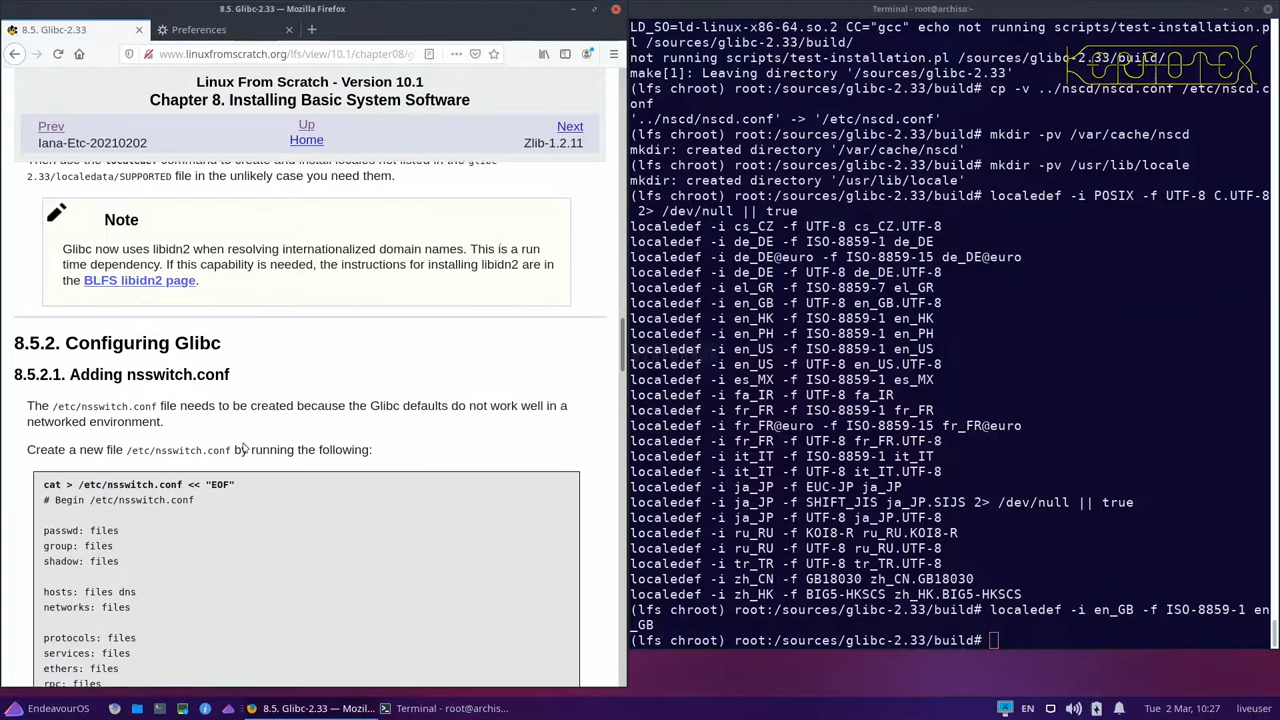 8.5. Glibc-2.33 — Mozilla Firefox
8.5. Glibc-2.33
Preferences
www.linuxfromscratch.org/lfs/view/10.1/chapter08/g
Linux From Scratch - Version 10.1
Chapter 8. Installing Basic System Software
Prev
Up
Next
Iana-Etc-20210202
Home
Zlib-1.2.11
Then use the localedef command to create and install locales not listed in the glibc-
2.33/localedata/SUPPORTED file in the unlikely case you need them.
Note
Glibc now uses libidn2 when resolving internationalized domain names. This is a run
time dependency. If this capability is needed, the instructions for installing libidn2 are in
the BLFS libidn2 page.
8.5.2. Configuring Glibc
8.5.2.1. Adding nsswitch.conf
The /etc/nsswitch.conf file needs to be created because the Glibc defaults do not work well in a
networked environment.
Create a new file /etc/nsswitch.conf by running the following:
cat > /etc/nsswitch.conf << "EOF"
# Begin /etc/nsswitch.conf
passwd: files
group: files
shadow: files
hosts: files dns
networks: files
protocols: files
services: files
ethers: files
rpc: files
Terminal - root@archiso:~
LD_SO=ld-linux-x86-64.so.2 CC="gcc" echo not running scripts/test-installation.p
l /sources/glibc-2.33/build/
not running scripts/test-installation.pl /sources/glibc-2.33/build/
make[1]: Leaving directory '/sources/glibc-2.33'
(lfs chroot) root:/sources/glibc-2.33/build# cp -v ../nscd/nscd.conf /etc/nscd.c
onf
'../nscd/nscd.conf' -> '/etc/nscd.conf'
(lfs chroot) root:/sources/glibc-2.33/build# mkdir -pv /var/cache/nscd
mkdir: created directory '/var/cache/nscd'
(lfs chroot) root:/sources/glibc-2.33/build# mkdir -pv /usr/lib/locale
mkdir: created directory '/usr/lib/locale'
(lfs chroot) root:/sources/glibc-2.33/build# localedef -i POSIX -f UTF-8 C.UTF-8
 2> /dev/null || true
localedef -i cs_CZ -f UTF-8 cs_CZ.UTF-8
localedef -i de_DE -f ISO-8859-1 de_DE
localedef -i de_DE@euro -f ISO-8859-15 de_DE@euro
localedef -i de_DE -f UTF-8 de_DE.UTF-8
localedef -i el_GR -f ISO-8859-7 el_GR
localedef -i en_GB -f UTF-8 en_GB.UTF-8
localedef -i en_HK -f ISO-8859-1 en_HK
localedef -i en_PH -f ISO-8859-1 en_PH
localedef -i en_US -f ISO-8859-1 en_US
localedef -i en_US -f UTF-8 en_US.UTF-8
localedef -i es_MX -f ISO-8859-1 es_MX
localedef -i fa_IR -f UTF-8 fa_IR
localedef -i fr_FR -f ISO-8859-1 fr_FR
localedef -i fr_FR@euro -f ISO-8859-15 fr_FR@euro
localedef -i fr_FR -f UTF-8 fr_FR.UTF-8
localedef -i it_IT -f ISO-8859-1 it_IT
localedef -i it_IT -f UTF-8 it_IT.UTF-8
localedef -i ja_JP -f EUC-JP ja_JP
localedef -i ja_JP -f SHIFT_JIS ja_JP.SIJS 2> /dev/null || true
localedef -i ja_JP -f UTF-8 ja_JP.UTF-8
localedef -i ru_RU -f KOI8-R ru_RU.KOI8-R
localedef -i ru_RU -f UTF-8 ru_RU.UTF-8
localedef -i tr_TR -f UTF-8 tr_TR.UTF-8
localedef -i zh_CN -f GB18030 zh_CN.GB18030
localedef -i zh_HK -f BIG5-HKSCS zh_HK.BIG5-HKSCS
(lfs chroot) root:/sources/glibc-2.33/build# localedef -i en_GB -f ISO-8859-1 en
_GB
(lfs chroot) root:/sources/glibc-2.33/build#
EndeavourOS
8.5. Glibc-2.33 — Mozil...
Terminal - root@archis...
EN
Tue 2 Mar, 10:27
liveuser